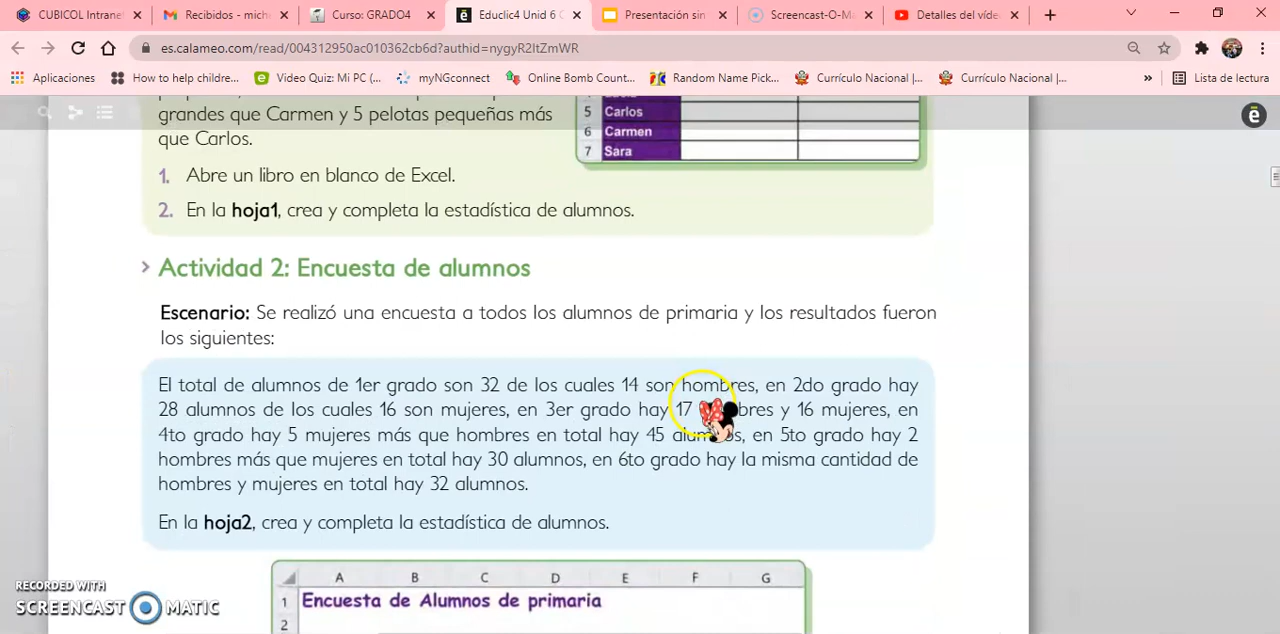 CUBICOL Intranet
Recibidos - mich
Curso: GRADO4
Educlic4 Unid 6 C
Presentación sin
Screencast-O-Ma
Detalles del víde
es.calameo.com/read/004312950ac010362cb6d?authid=nygyR2ltZmWR
Aplicaciones
How to help childre...
Video Quiz: Mi PC (...
myNGconnect
Online Bomb Count...
Random Name Pick...
Currículo Nacional |...
Currículo Nacional |...
»
Lista de lectura
grandes que Carmen y 5 pelotas pequeñas más
que Carlos.
5 Carlos
6 Carmen
7 Sara
1. Abre un libro en blanco de Excel.
2. En la hoja1, crea y completa la estadística de alumnos.
> Actividad 2: Encuesta de alumnos
Escenario: Se realizó una encuesta a todos los alumnos de primaria y los resultados fueron
los siguientes:
El total de alumnos de 1er grado son 32 de los cuales 14 son hombres, en 2do grado hay
28 alumnos de los cuales 16 son mujeres, en 3er grado hay 17 hombres y 16 mujeres, en
4to grado hay 5 mujeres más que hombres en total hay 45 alumnos, en 5to grado hay 2
hombres más que mujeres en total hay 30 alumnos, en 6to grado hay la misma cantidad de
hombres y mujeres en total hay 32 alumnos.
En la hoja2, crea y completa la estadística de alumnos.
A B C D E F G
1 Encuesta de Alumnos de primaria
2
RECORDED WITH
SCREENCAST MATIC